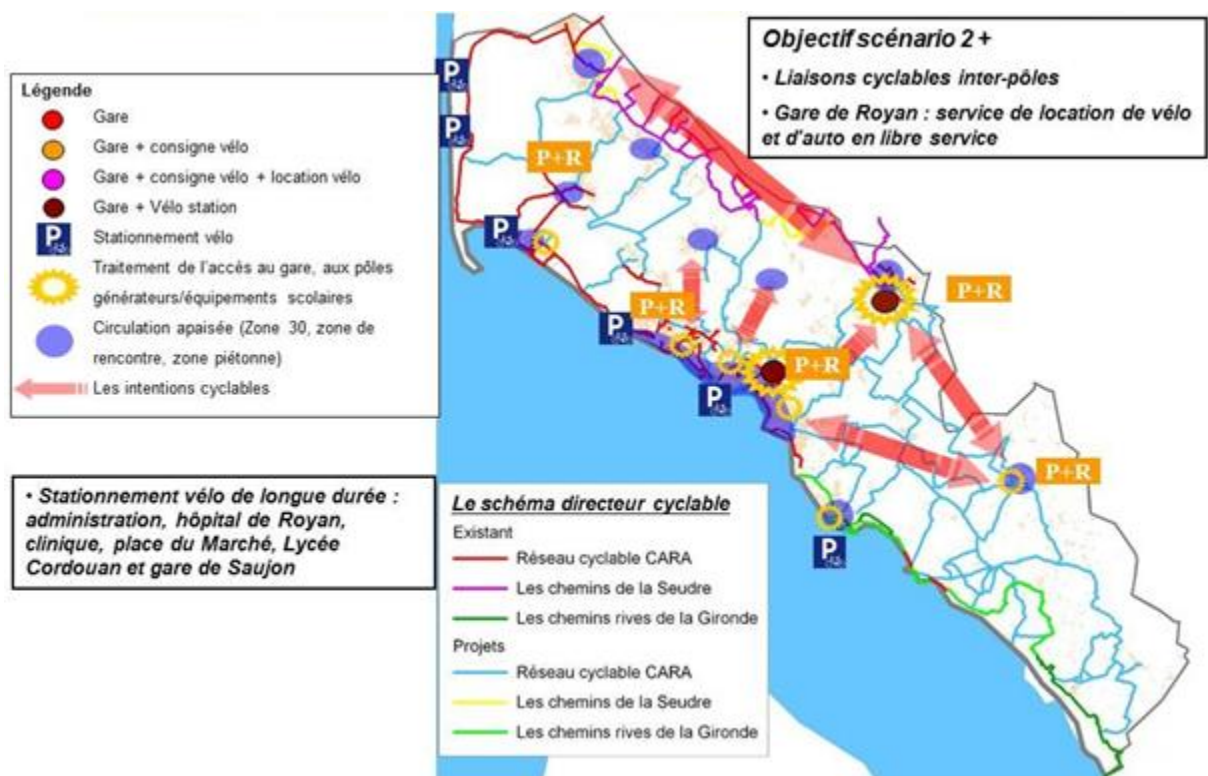 Objectif scénario 2 +
• Liaisons cyclables inter-pôles
• Gare de Royan : service de location de vélo
et d'auto en libre service
Légende
Gare
Gare + consigne vélo
Gare + consigne vélo + location vélo
Gare + Vélo station
P
Stationnement vélo
Traitement de l'accès au gare, aux pôles
générateurs/équipements scolaires
Circulation apaisée (Zone 30, zone de
rencontre, zone piétonne)
Les intentions cyclables
P
P
P+R
P
P+R
P+R
P
P+R
P
P+R
P
• Stationnement vélo de longue durée :
administration, hôpital de Royan,
clinique, place du Marché, Lycée
Cordouan et gare de Saujon
Le schéma directeur cyclable
Existant
Réseau cyclable CARA
Les chemins de la Seudre
Les chemins rives de la Gironde
Projets
Réseau cyclable CARA
Les chemins de la Seudre
Les chemins rives de la Gironde